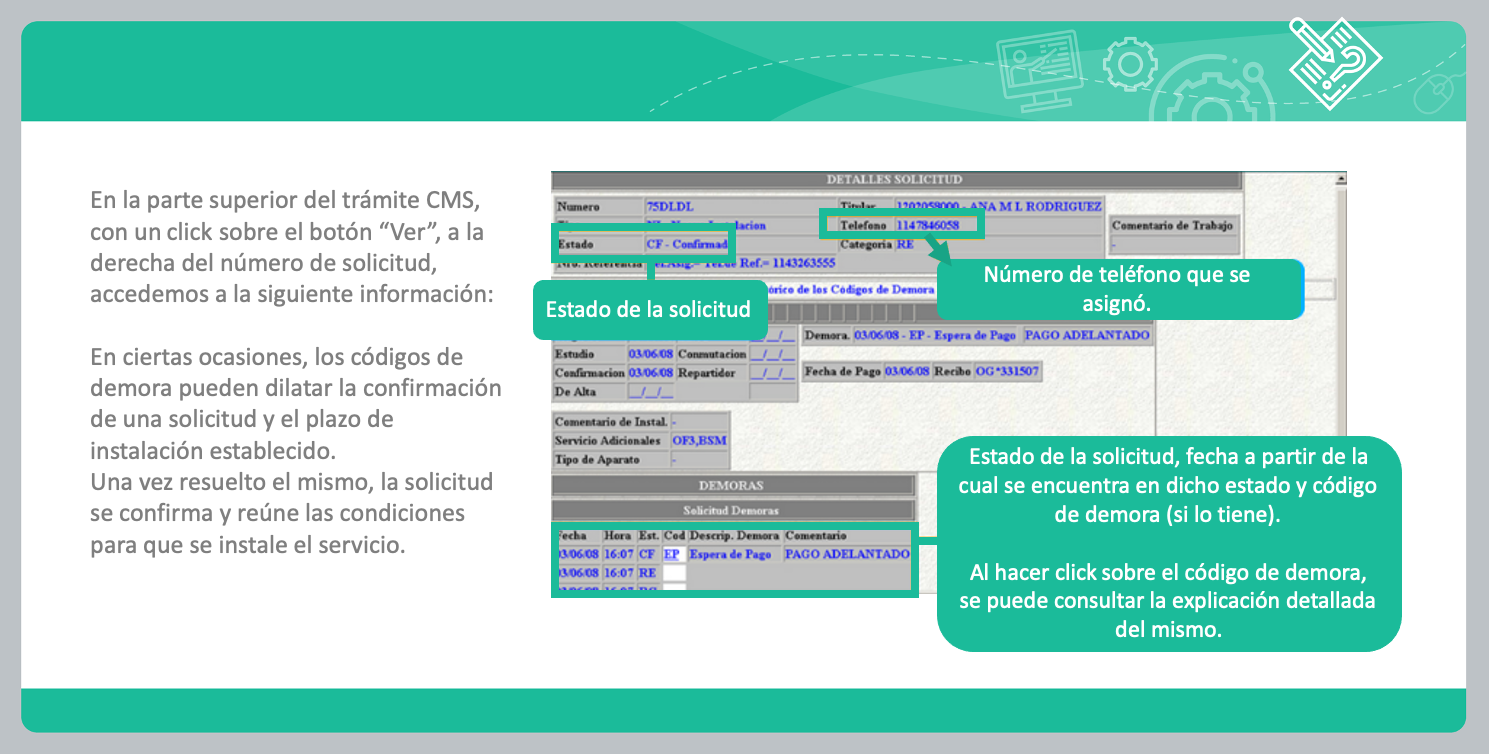 En la parte superior del trámite CMS,
con un click sobre el botón “Ver”, a la
derecha del número de solicitud,
accedemos a la siguiente información:
En ciertas ocasiones, los códigos de
demora pueden dilatar la confirmación
de una solicitud y el plazo de
instalación establecido.
Una vez resuelto el mismo, la solicitud
se confirma y reúne las condiciones
para que se instale el servicio.
DETALLES SOLICITUD
Numero 75DLDL Titular 1202058000 - ANA M L RODRIGUEZ
Telefono 1147846058 Comentario de Trabajo
Estado CF - Confirmad Categoria RE -
Nro. Referencia Ref.= 1143263555
Número de teléfono que se
asignó.
Estado de la solicitud
de los Codigos de Demora
__/__/__ Demora. 03/06/08 - EP - Espera de Pago PAGO ADELANTADO
Estudio 03/06/08 Conmutacion __/__/__
Confirmacion 03/06/08 Repartidor __/__/__ Fecha de Pago 03/06/08 Recibo OG*331507
De Alta __/__/__
Comentario de Instal. -
Servicio Adicionales OF3,BSM
Tipo de Aparato -
DEMORAS
Solicitud Demoras
Fecha Hora Est. Cod Descrip. Demora Comentario
03/06/08 16:07 CF EP Espera de Pago PAGO ADELANTADO
03/06/08 16:07 RE
Estado de la solicitud, fecha a partir de la
cual se encuentra en dicho estado y código
de demora (si lo tiene).
Al hacer click sobre el código de demora,
se puede consultar la explicación detallada
del mismo.